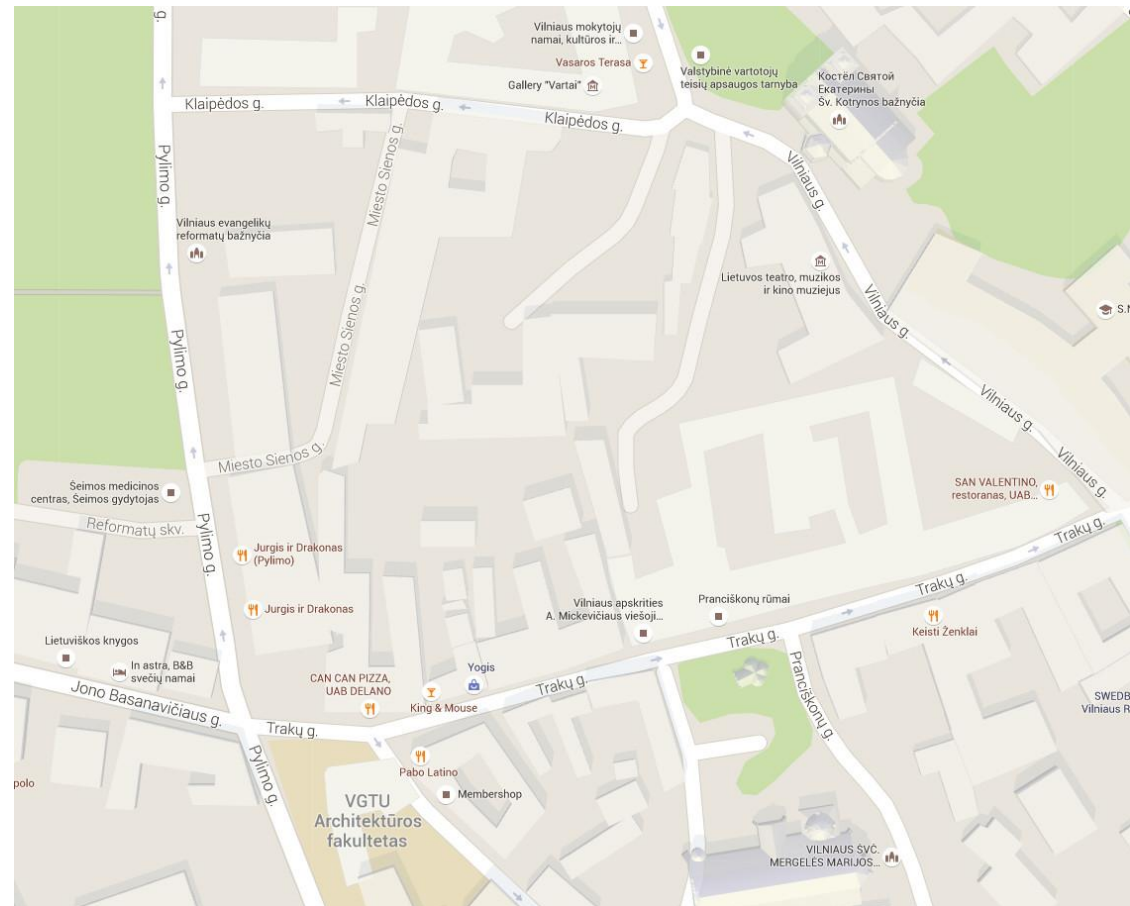 g.
Vilniaus mokytojų
namai, kultūros ir...
Vasaros Terasa
Gallery "Vartai"
Valstybinė vartotojų
teisių apsaugos tarnyba
Костёл Святой
Екатерины
Šv. Kotrynos bažnyčia
Klaipėdos g.
Klaipėdos g.
Klaipėdos g.
Pylimo g.
Miesto Sienos g.
Vilniaus g.
Vilniaus evangelikų
reformatų bažnyčia
Lietuvos teatro, muzikos
ir kino muziejus
Vilniaus g.
S.N
Pylimo g.
Miesto Sienos g.
Vilniaus g.
Miesto Sienos g.
Vilniaus g.
Šeimos medicinos
centras, Šeimos gydytojas
SAN VALENTINO,
restoranas, UAB...
Reformatų skv.
Pylimo g.
Trakų g.
Jurgis ir Drakonas
(Pylimo)
Trakų g.
Jurgis ir Drakonas
Vilniaus apskrities
A. Mickevičiaus viešoji...
Pranciškonų rūmai
Keisti Ženklai
Lietuviškos knygos
Trakų g.
In astra, B&B
svečių namai
Yogis
CAN CAN PIZZA,
UAB DELANO
King & Mouse
Trakų g.
Pranciškonų g.
Jono Basanavičiaus g.
SWEDB
Vilniaus R
Trakų g.
Pylimo g.
Pabo Latino
polo
Membershop
VGTU
Architektūros
fakultetas
VILNIAUS ŠVČ.
MERGELĖS MARIJOS...